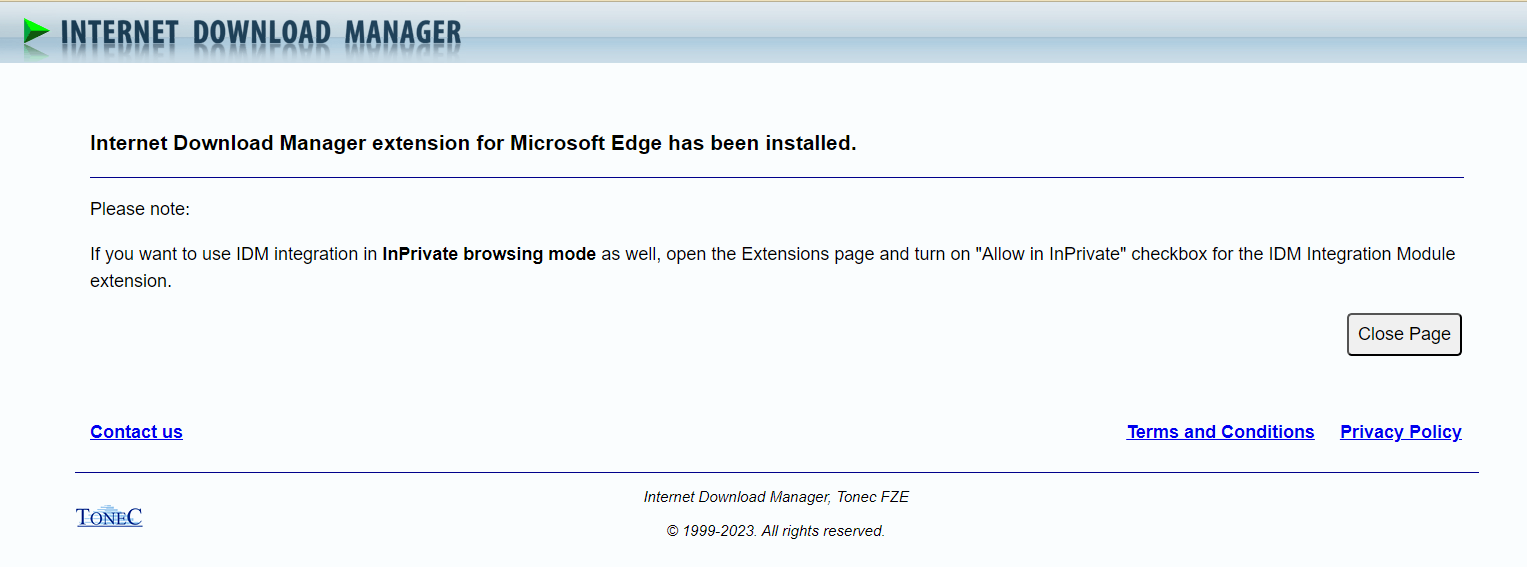 INTERNET DOWNLOAD MANAGER
Internet Download Manager extension for Microsoft Edge has been installed.
Please note:
If you want to use IDM integration in InPrivate browsing mode as well, open the Extensions page and turn on "Allow in InPrivate" checkbox for the IDM Integration Module
extension.
Close Page
Contact us Terms and Conditions Privacy Policy
Internet Download Manager, Tonec FZE
TONEC
© 1999-2023. All rights reserved.